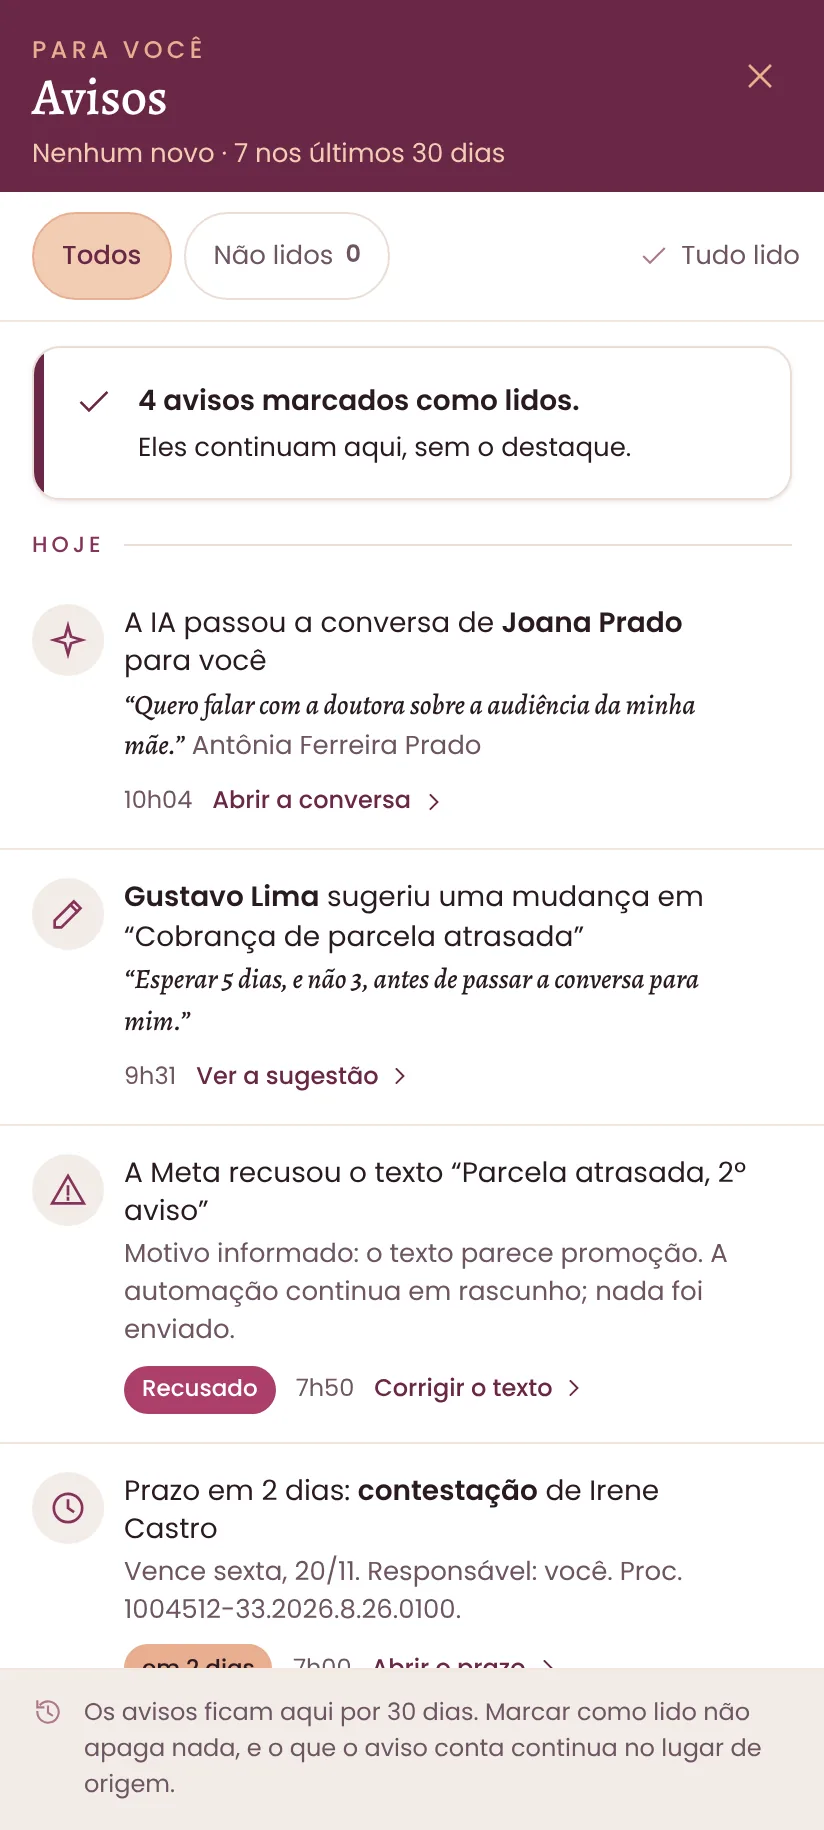 PARA VOCÊ
Avisos
Nenhum novo · 7 nos últimos 30 dias
Todos
Não lidos 0
Tudo lido
4 avisos marcados como lidos.
Eles continuam aqui, sem o destaque.
HOJE
A IA passou a conversa de Joana Prado
para você
“Quero falar com a doutora sobre a audiência da minha
mãe.” Antônia Ferreira Prado
10h04 Abrir a conversa
Gustavo Lima sugeriu uma mudança em
“Cobrança de parcela atrasada”
“Esperar 5 dias, e não 3, antes de passar a conversa para
mim.”
9h31 Ver a sugestão
A Meta recusou o texto “Parcela atrasada, 2º
aviso”
Motivo informado: o texto parece promoção. A
automação continua em rascunho; nada foi
enviado.
Recusado 7h50 Corrigir o texto
Prazo em 2 dias: contestação de Irene
Castro
Vence sexta, 20/11. Responsável: você. Proc.
1004512-33.2026.8.26.0100.
em 2 dias 7h00 Abrir o prazo
Os avisos ficam aqui por 30 dias. Marcar como lido não
apaga nada, e o que o aviso conta continua no lugar de
origem.